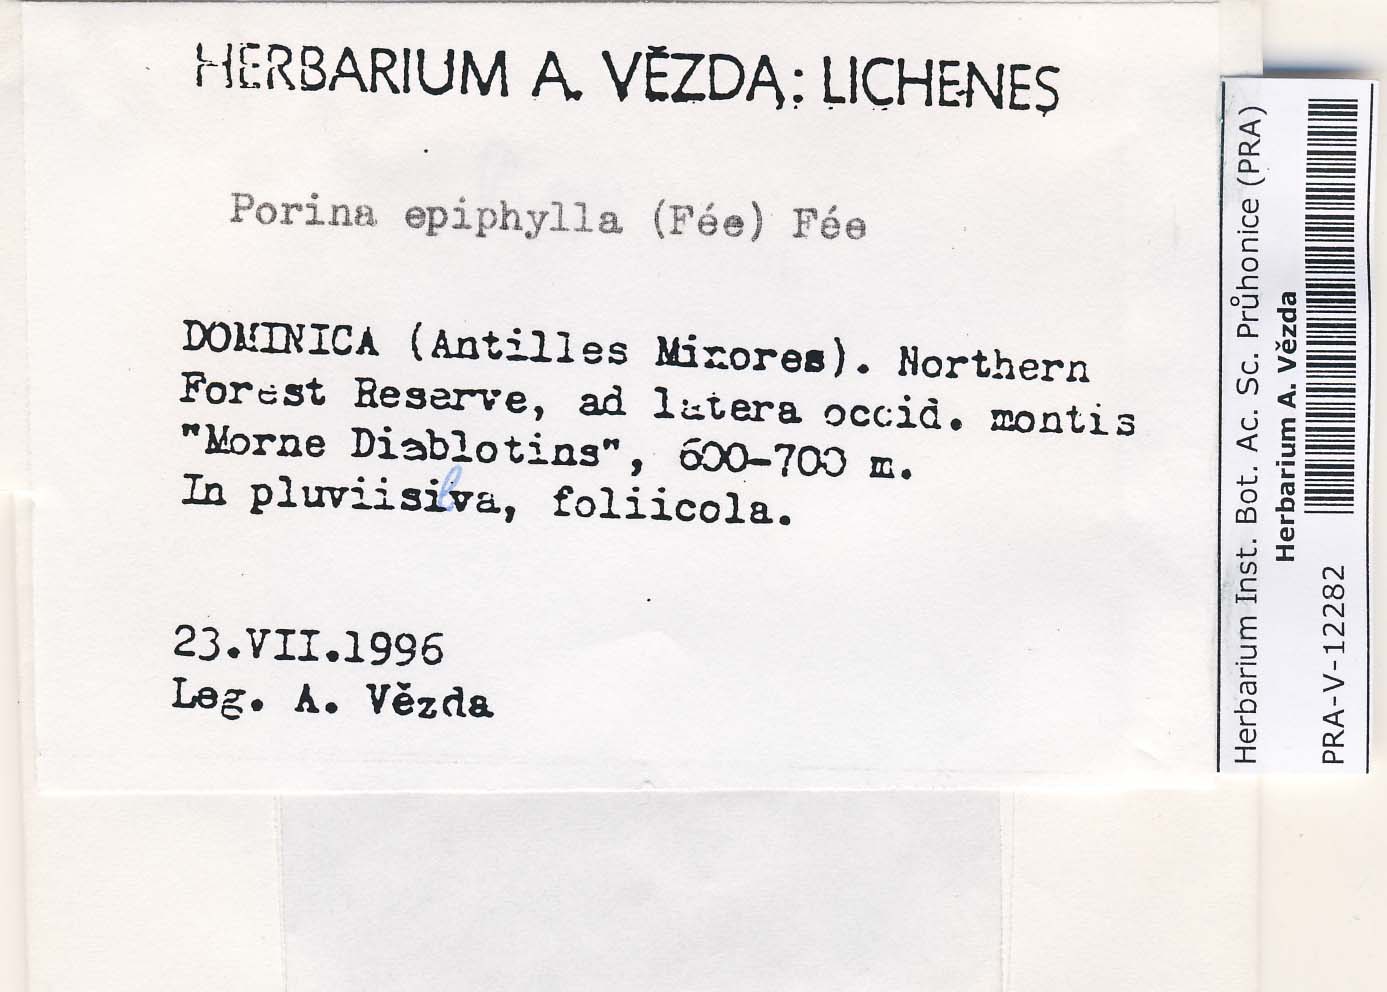 HERBARIUM A. VĚZDA: LICHENES
Porina epiphylla (Fée) Fée
DOMINICA (Antilles Minores). Northern
Forest Reserve, ad latera occid. montis
"Morne Diablotins", 600-700 m.
In pluviisilva, foliicola.
23.VII.1996
Leg. A. Vězda
Herbarium Inst. Bot. Ac. Sc. Průhonice (PRA)
Herbarium A. Vězda
PRA-V-12282